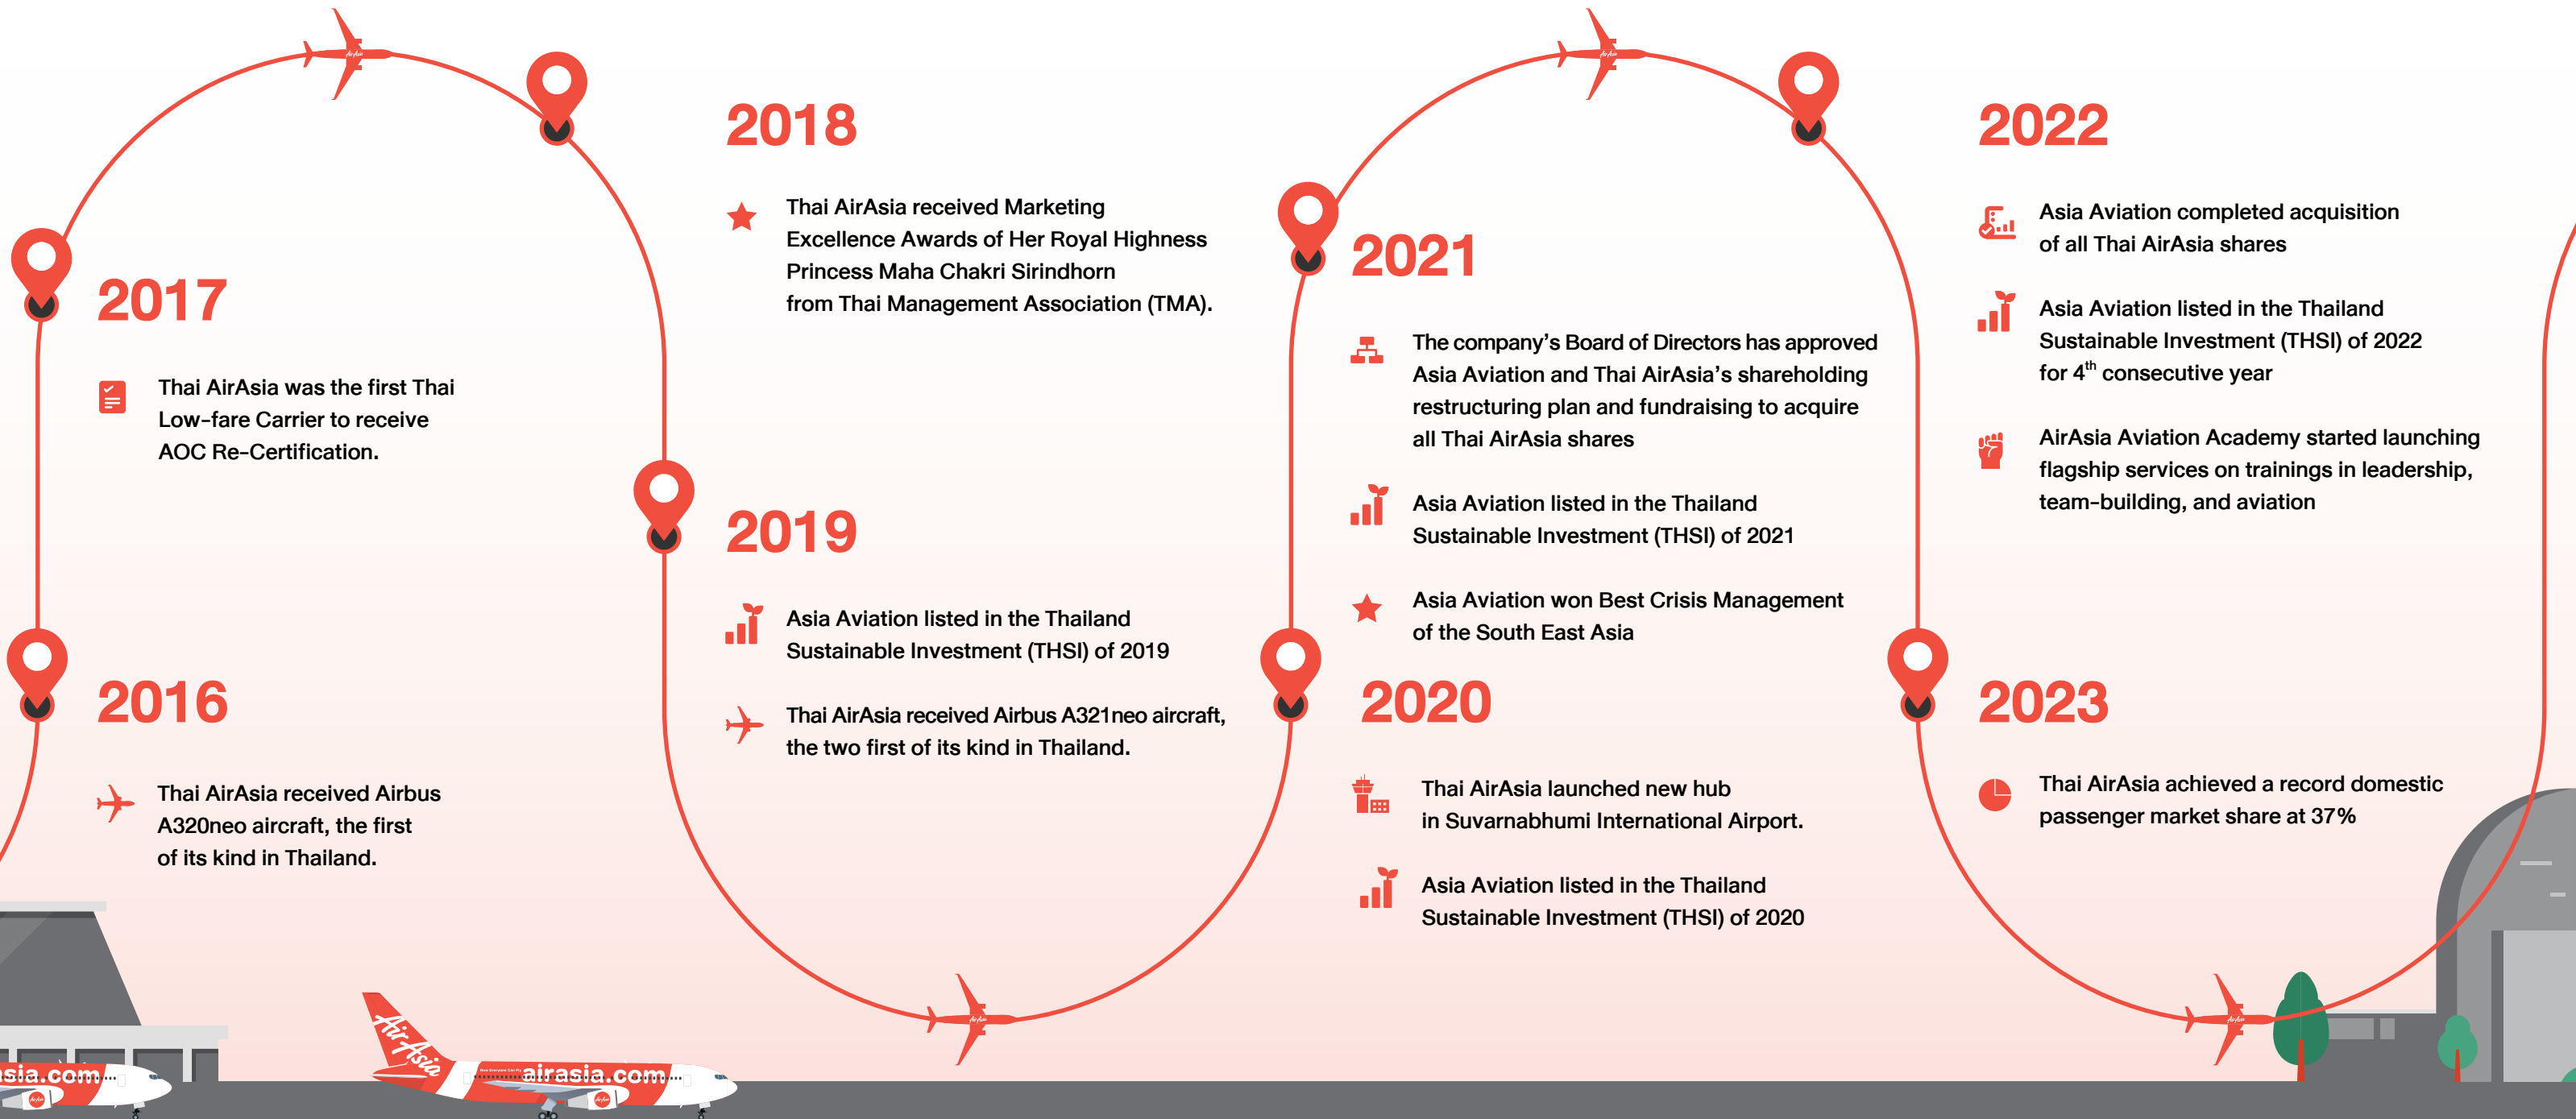 2016
Thai AirAsia received Airbus
A320neo aircraft, the first
of its kind in Thailand.
2017
Thai AirAsia was the first Thai
Low-fare Carrier to receive
AOC Re-Certification.
2018
Thai AirAsia received Marketing
Excellence Awards of Her Royal Highness
Princess Maha Chakri Sirindhorn
from Thai Management Association (TMA).
2019
Asia Aviation listed in the Thailand
Sustainable Investment (THSI) of 2019
Thai AirAsia received Airbus A321neo aircraft,
the two first of its kind in Thailand.
2020
Thai AirAsia launched new hub
in Suvarnabhumi International Airport.
Asia Aviation listed in the Thailand
Sustainable Investment (THSI) of 2020
2021
The company's Board of Directors has approved
Asia Aviation and Thai AirAsia's shareholding
restructuring plan and fundraising to acquire
all Thai AirAsia shares
Asia Aviation listed in the Thailand
Sustainable Investment (THSI) of 2021
Asia Aviation won Best Crisis Management
of the South East Asia
2022
Asia Aviation completed acquisition
of all Thai AirAsia shares
Asia Aviation listed in the Thailand
Sustainable Investment (THSI) of 2022
for 4th consecutive year
AirAsia Aviation Academy started launching
flagship services on trainings in leadership,
team-building, and aviation
2023
Thai AirAsia achieved a record domestic
passenger market share at 37%
AirAsia
AirAsia
AirAsia
AirAsia
AirAsia
asia.com
airasia.com
AirAsia
AirAsia